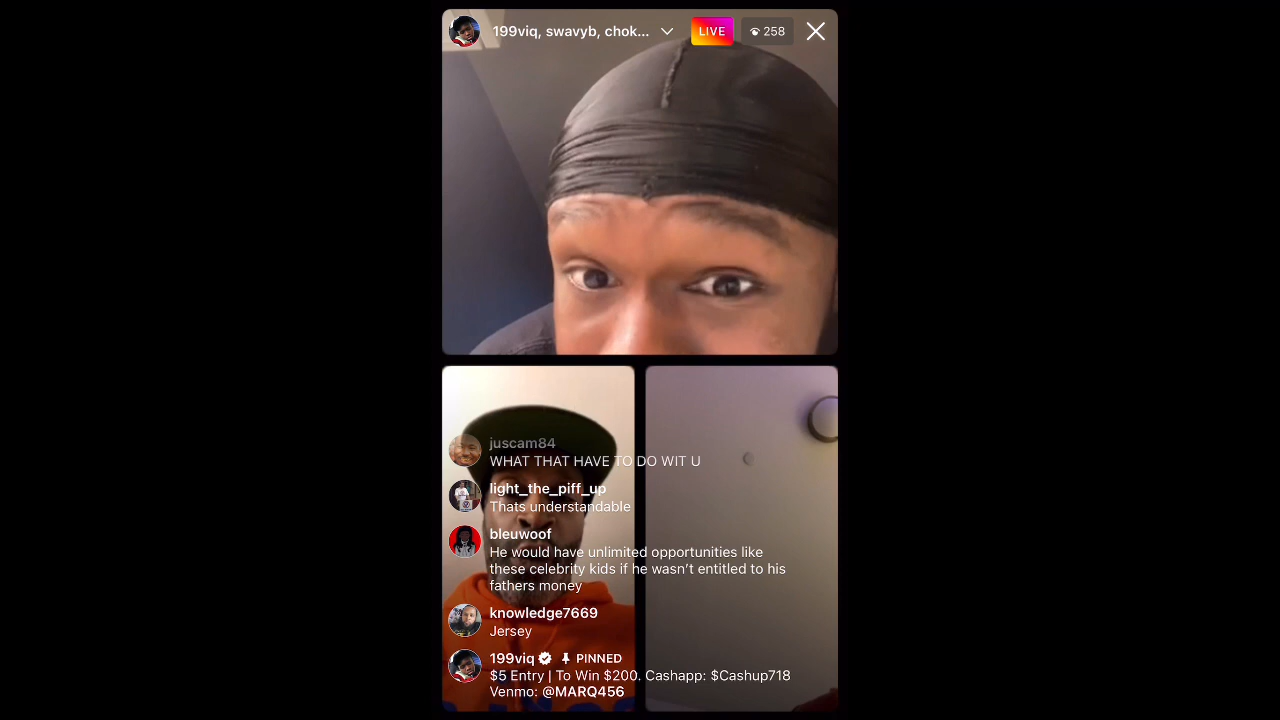 199viq, swavyb, chok...
LIVE
258
juscam84
WHAT THAT HAVE TO DO WIT U
light_the_piff_up
Thats understandable
bleuwoof
He would have unlimited opportunities like
these celebrity kids if he wasn’t entitled to his
fathers money
knowledge7669
Jersey
199viq PINNED
$5 Entry | To Win $200. Cashapp: $Cashup718
Venmo: @MARQ456